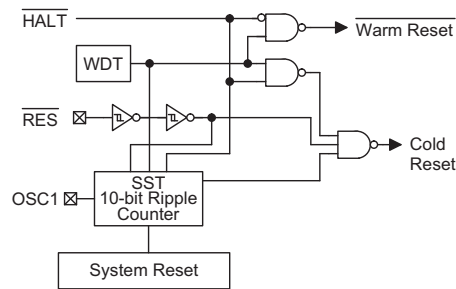 HALT
Warm Reset
WDT
RES
Cold
Reset
SST
10-bit Ripple
Counter
OSC1
System Reset